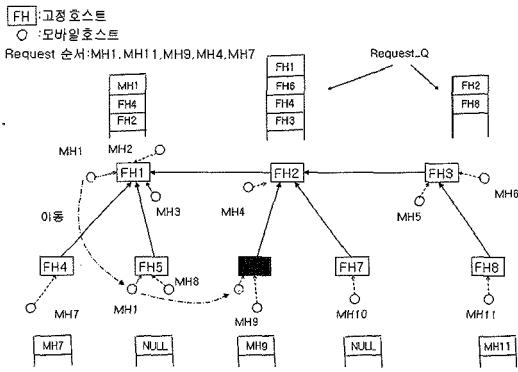 FH :고정호스트
:모바일호스트
Request 순서:MH1,MH11,MH9,MH4,MH7
Request_Q
MH1
FH4
FH2
FH1
FH6
FH4
FH3
FH2
FH8
MH1
MH2
FH1
FH2
FH3
MH3
MH4
MH5
MH6
이동
FH4
FH5
FH7
FH8
MH8
MH7
MH1
MH9
MH10
MH11
MH7
NULL
MH9
NULL
MH11